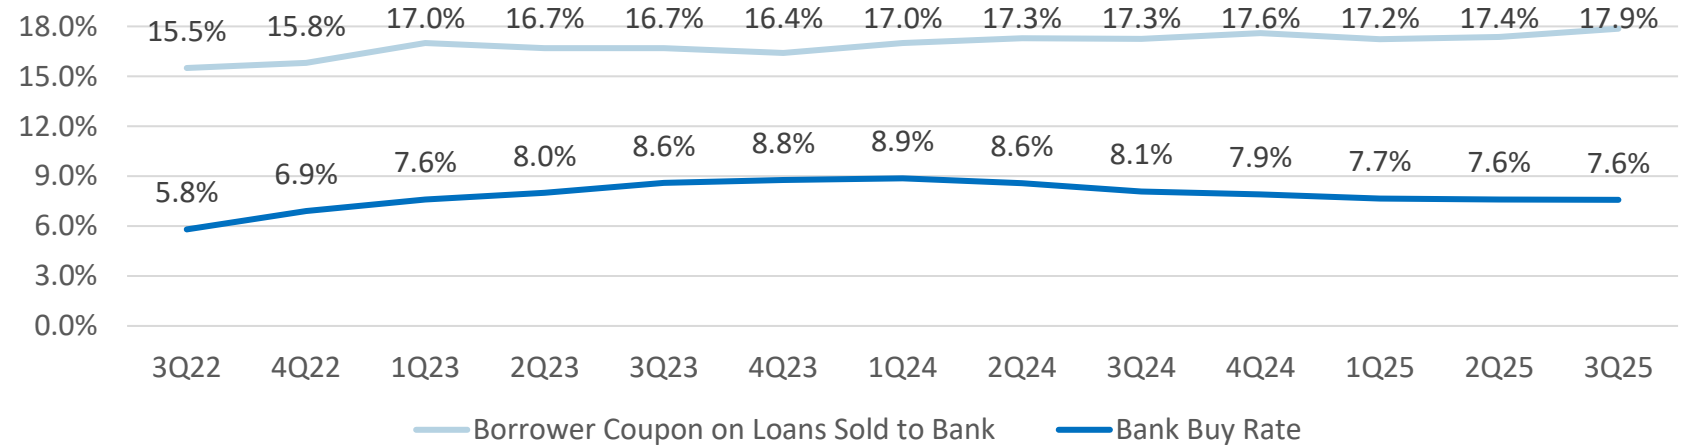 18.0%
15.0%
12.0%
9.0%
6.0%
3.0%
0.0%
15.5% 15.8% 17.0% 16.7% 16.7% 16.4% 17.0% 17.3% 17.3% 17.6% 17.2% 17.4% 17.9%
5.8% 6.9% 7.6% 8.0% 8.6% 8.8% 8.9% 8.6% 8.1% 7.9% 7.7% 7.6% 7.6%
3Q22 4Q22 1Q23 2Q23 3Q23 4Q23 1Q24 2Q24 3Q24 4Q24 1Q25 2Q25 3Q25
Borrower Coupon on Loans Sold to Bank Bank Buy Rate